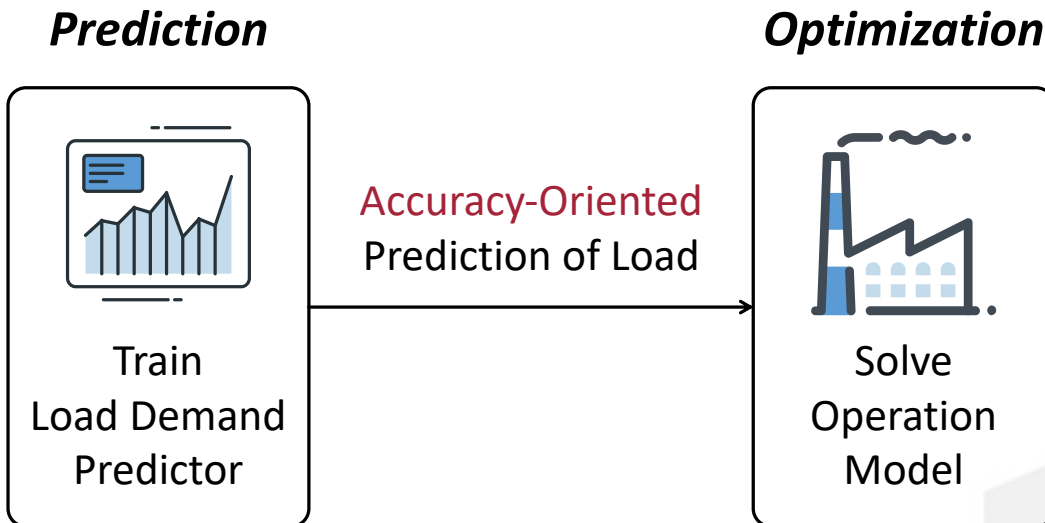 Prediction
Optimization
Accuracy-Oriented
Prediction of Load
Train
Load Demand
Predictor
Solve
Operation
Model